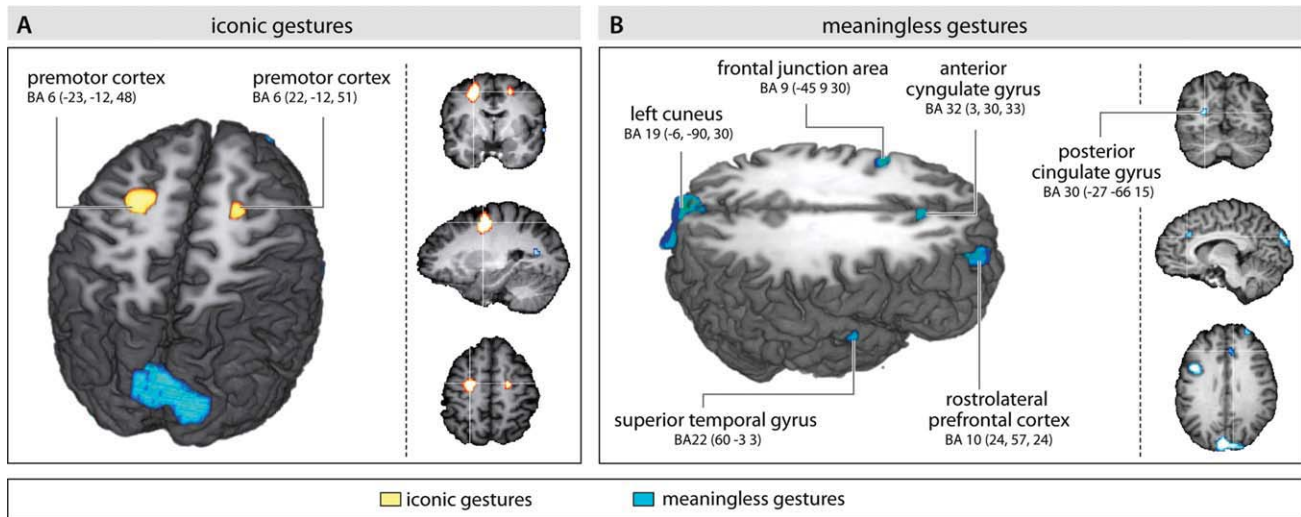 A
iconic gestures
premotor cortex
BA 6 (-23, -12, 48)
premotor cortex
BA 6 (22, -12, 51)
B
meaningless gestures
frontal junction area
BA 9 (-45 9 30)
anterior
cyngulate gyrus
BA 32 (3, 30, 33)
left cuneus
BA 19 (-6, -90, 30)
posterior
cingulate gyrus
BA 30 (-27 -66 15)
superior temporal gyrus
BA22 (60 -3 3)
rostrolateral
prefrontal cortex
BA 10 (24, 57, 24)
iconic gestures
meaningless gestures